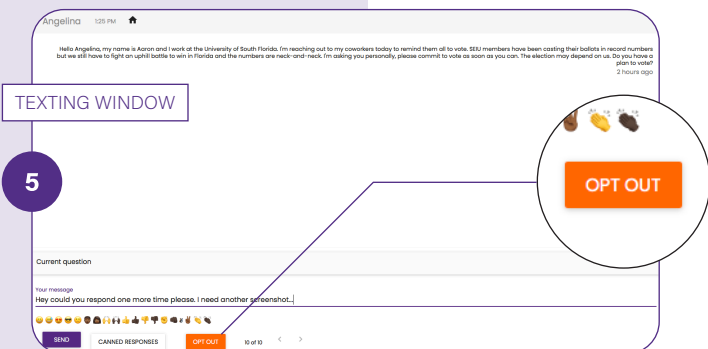 Angelina 1:25 PM
Hello Angelina, my name is Aaron and I work at the University of South Florida. I'm reaching out to my coworkers today to remind them all to vote. SEIU members have been casting their ballots in record numbers
but we still have to fight an uphill battle to win in Florida and the numbers are neck-and-neck. I'm asking you personally, please commit to vote as soon as you can. The election may depend on us. Do you have a
plan to vote?
2 hours ago
TEXTING WINDOW
OPT OUT
5
Current question
Your message
Hey could you respond one more time please. I need another screenshot...
SEND CANNED RESPONSES OPT OUT 10 of 10